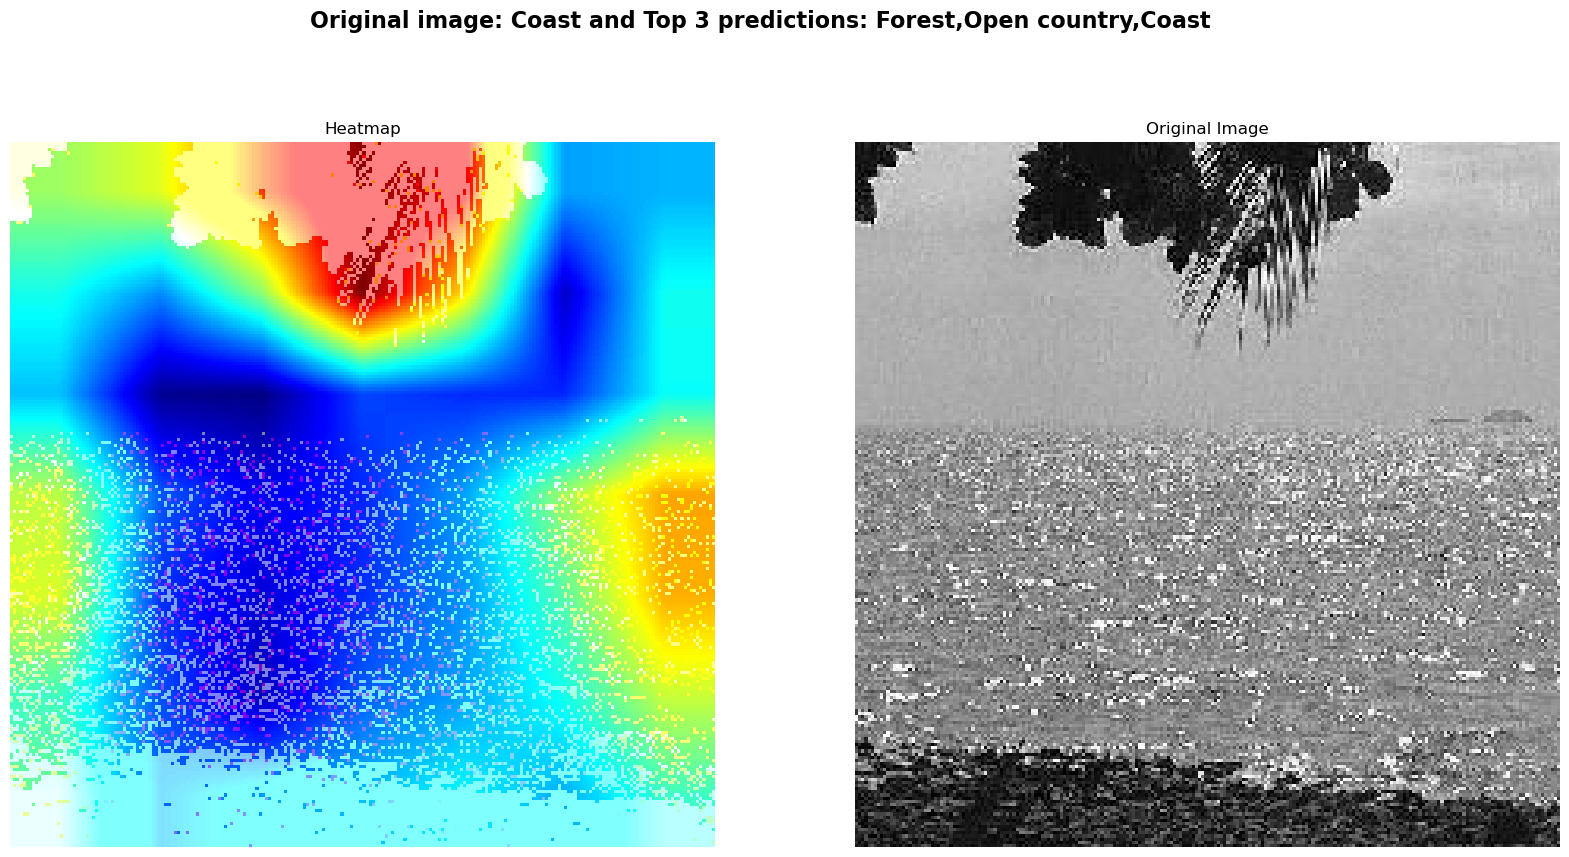 Original image: Coast and Top 3 predictions: Forest,Open country,Coast
Heatmap
Original Image